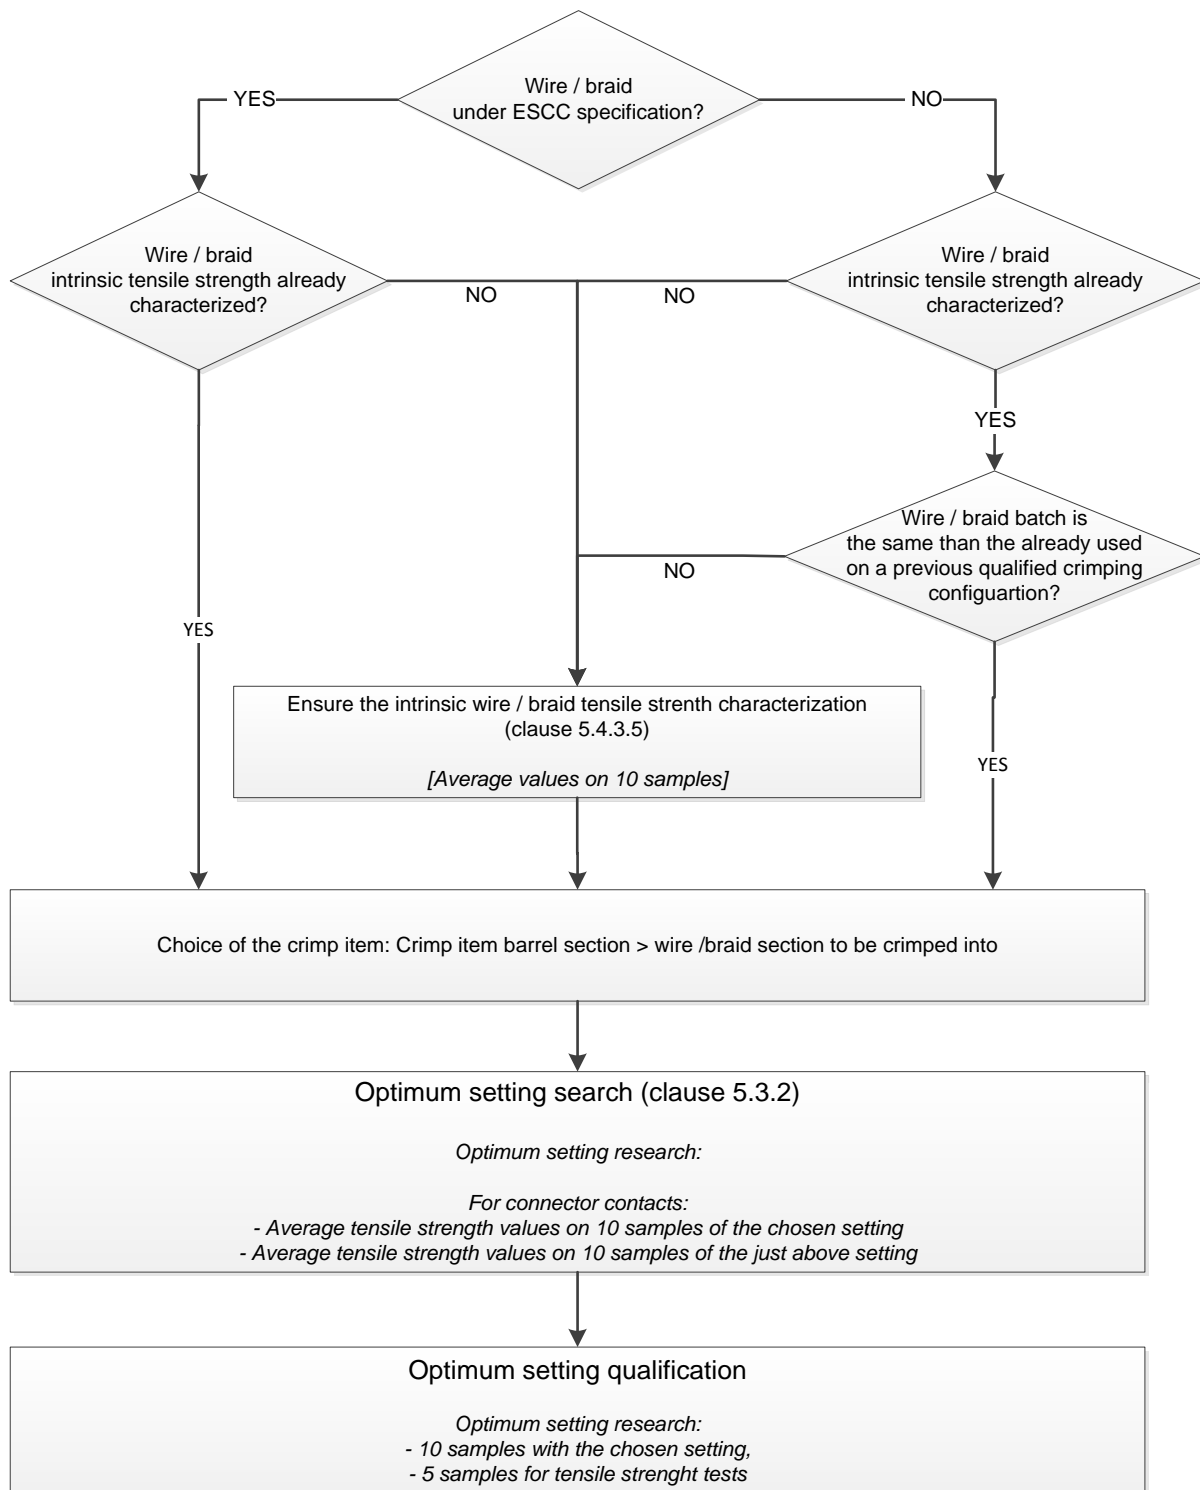 Wire / braid
under ESCC specification?
YES
NO
Wire / braid
intrinsic tensile strength already
characterized?
NO
NO
Wire / braid
intrinsic tensile strength already
characterized?
YES
Wire / braid batch is
the same than the already used
on a previous qualified crimping
configuartion?
NO
YES
YES
Ensure the intrinsic wire / braid tensile strenth characterization
(clause 5.4.3.5)
[Average values on 10 samples]
Choice of the crimp item: Crimp item barrel section > wire /braid section to be crimped into
Optimum setting search (clause 5.3.2)
Optimum setting research:
For connector contacts:
- Average tensile strength values on 10 samples of the chosen setting
- Average tensile strength values on 10 samples of the just above setting
Optimum setting qualification
Optimum setting research:
- 10 samples with the chosen setting,
- 5 samples for tensile strenght tests